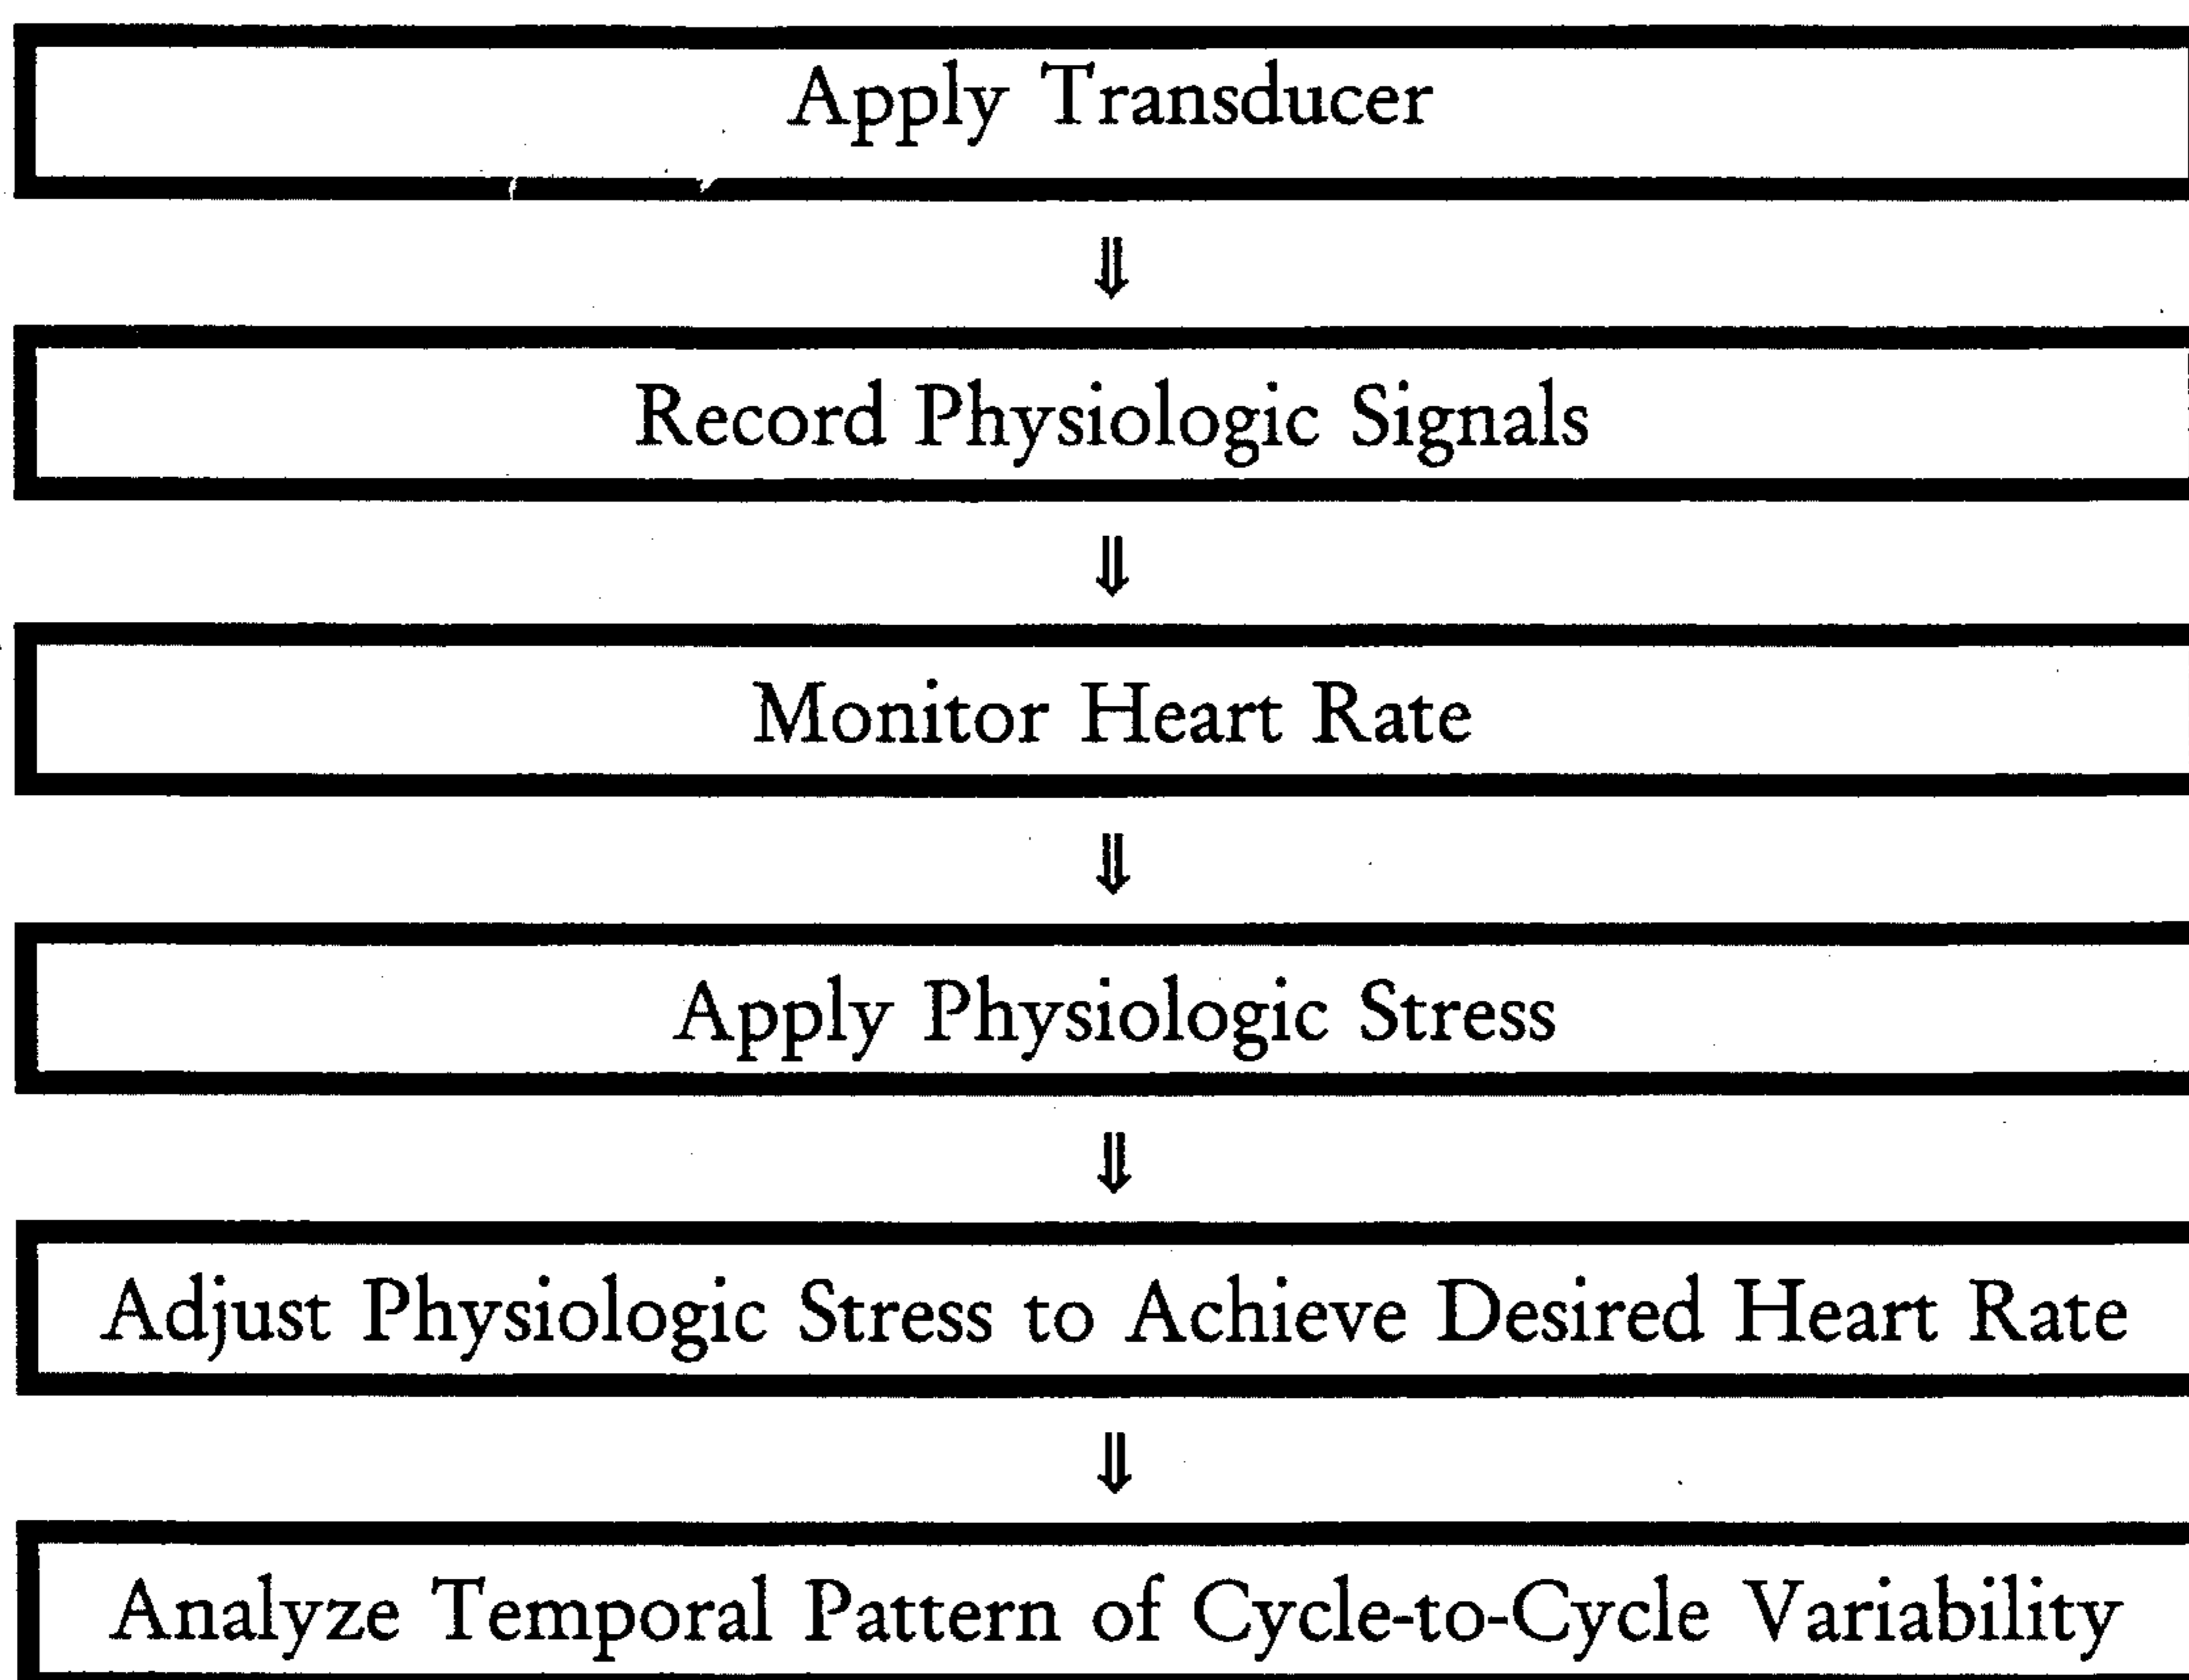 Apply Transducer
⇓
Record Physiologic Signals
⇓
Monitor Heart Rate
⇓
Apply Physiologic Stress
⇓
Adjust Physiologic Stress to Achieve Desired Heart Rate
⇓
Analyze Temporal Pattern of Cycle-to-Cycle Variability